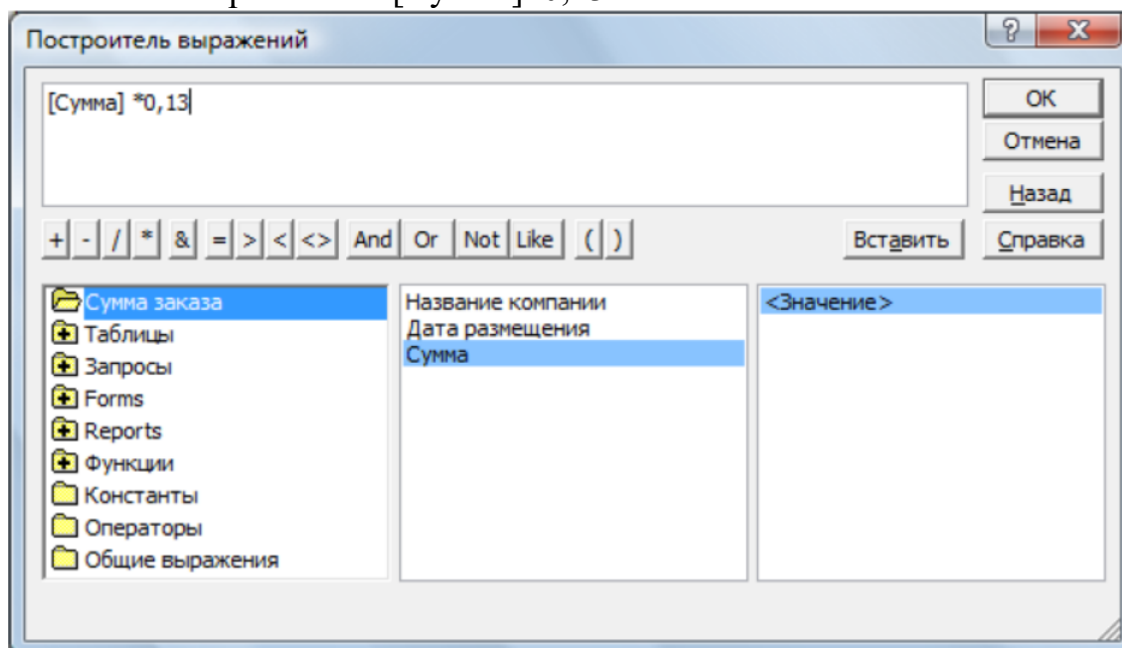 Построитель выражений
[Сумма] *0,13
OK
Отмена
Назад
+ - / * & = > < <> And Or Not Like ( )
Вставить
Справка
Сумма заказа
Таблицы
Запросы
Forms
Reports
Функции
Константы
Операторы
Общие выражения
Название компании
Дата размещения
Сумма
<Значение>